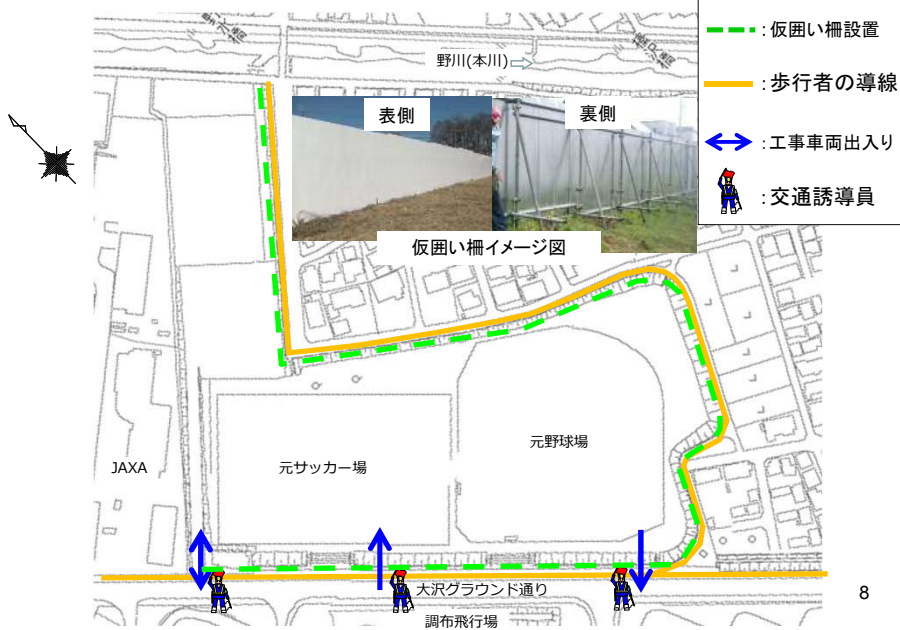 野川(本川)
表側
裏側
仮囲い柵イメージ図
:仮囲い柵設置
:歩行者の導線
:工事車両出入り
:交通誘導員
JAXA
元サッカー場
元野球場
大沢グラウンド通り
調布飛行場
8